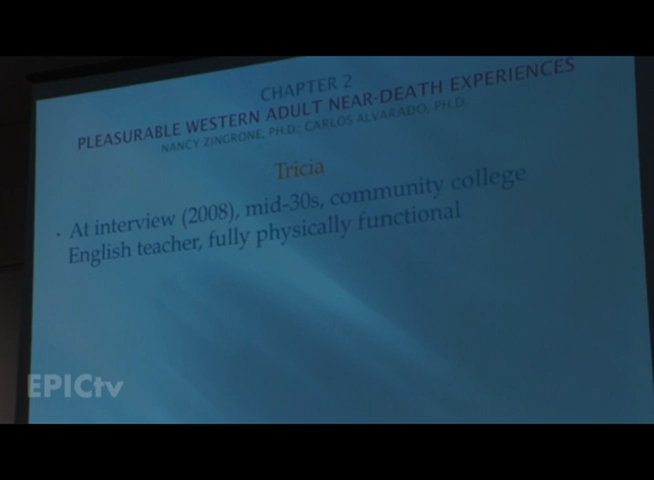 CHAPTER 2
PLEASURABLE WESTERN ADULT NEAR-DEATH EXPERIENCES
NANCY ZINGRONE, PH.D.; CARLOS ALVARADO, PH.D.
Tricia
• At interview (2008), mid-30s, community college
English teacher, fully physically functional
EPICtv